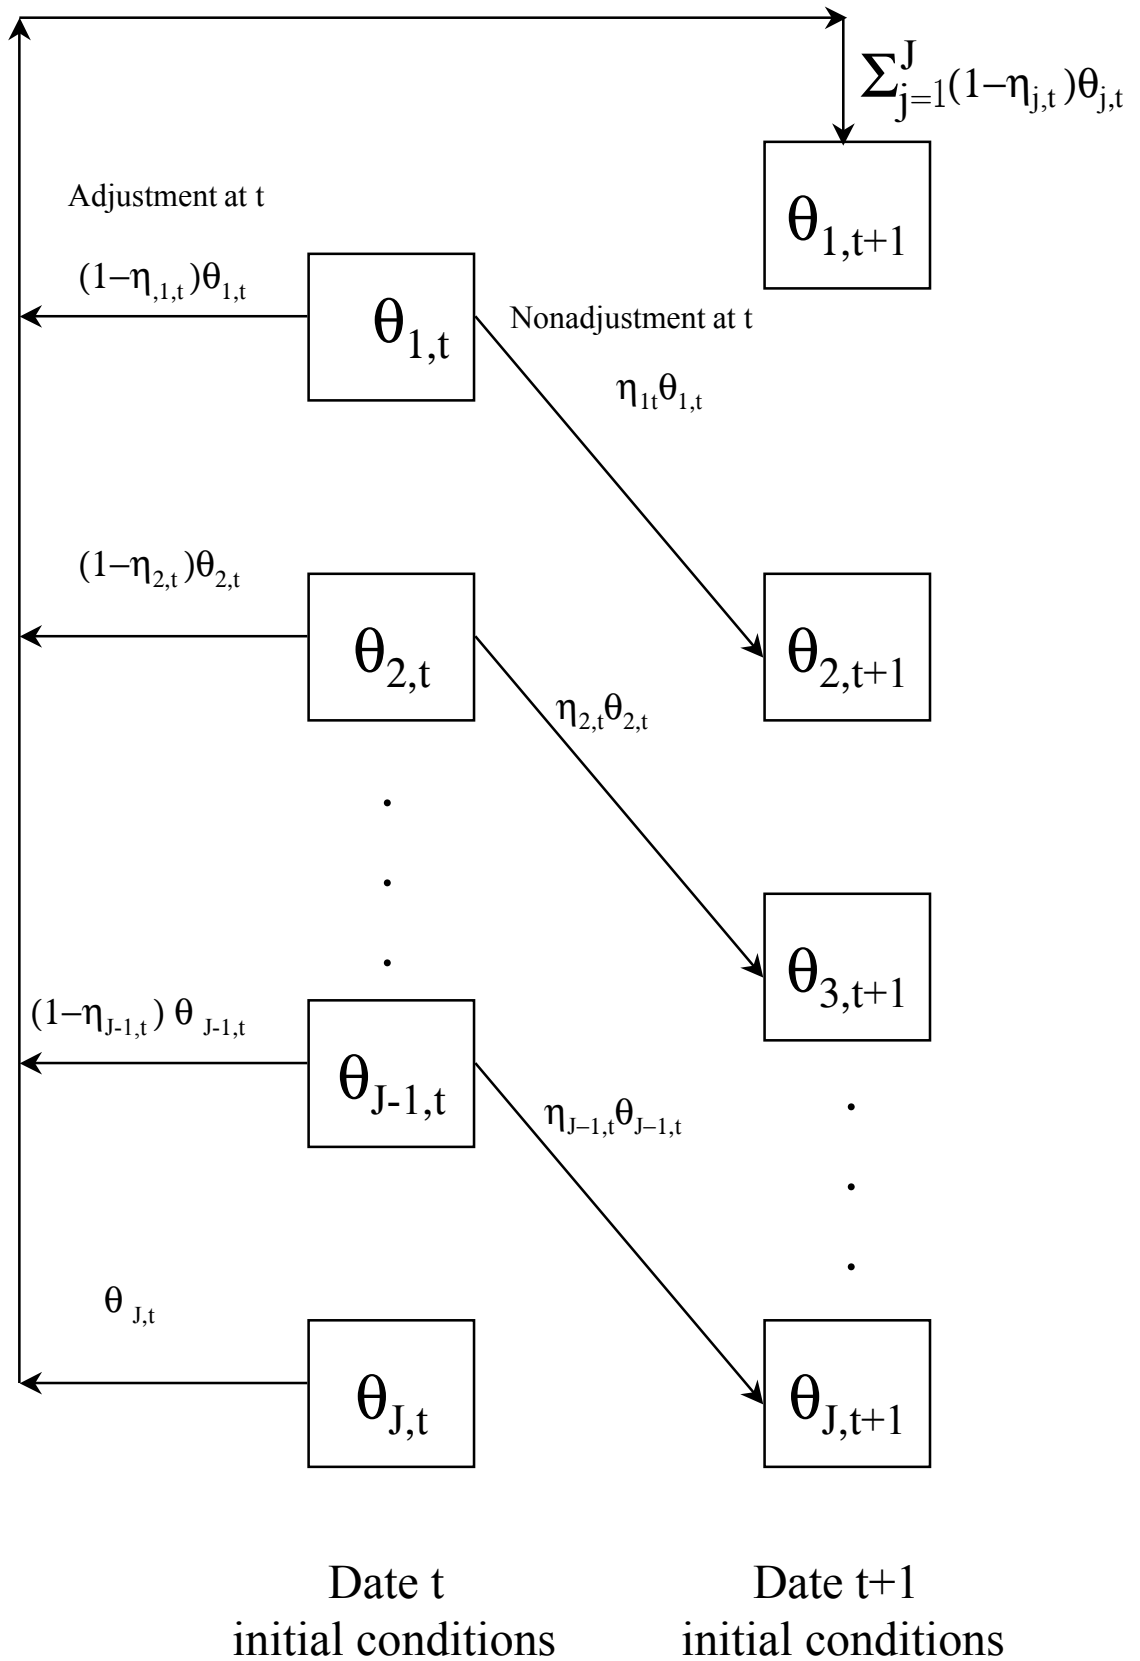 Σ_{j=1}^{J}(1−η_{j,t})θ_{j,t}
θ_{1,t+1}
Adjustment at t
(1−η_{,1,t})θ_{1,t}
θ_{1,t}
Nonadjustment at t
η_{1t}θ_{1,t}
(1−η_{2,t})θ_{2,t}
θ_{2,t}
θ_{2,t+1}
η_{2,t}θ_{2,t}
.
.
.
θ_{3,t+1}
(1−η_{J-1,t}) θ_{J-1,t}
θ_{J-1,t}
η_{J−1,t}θ_{J−1,t}
.
.
.
θ_{J,t}
θ_{J,t}
θ_{J,t+1}
Date t
initial conditions
Date t+1
initial conditions